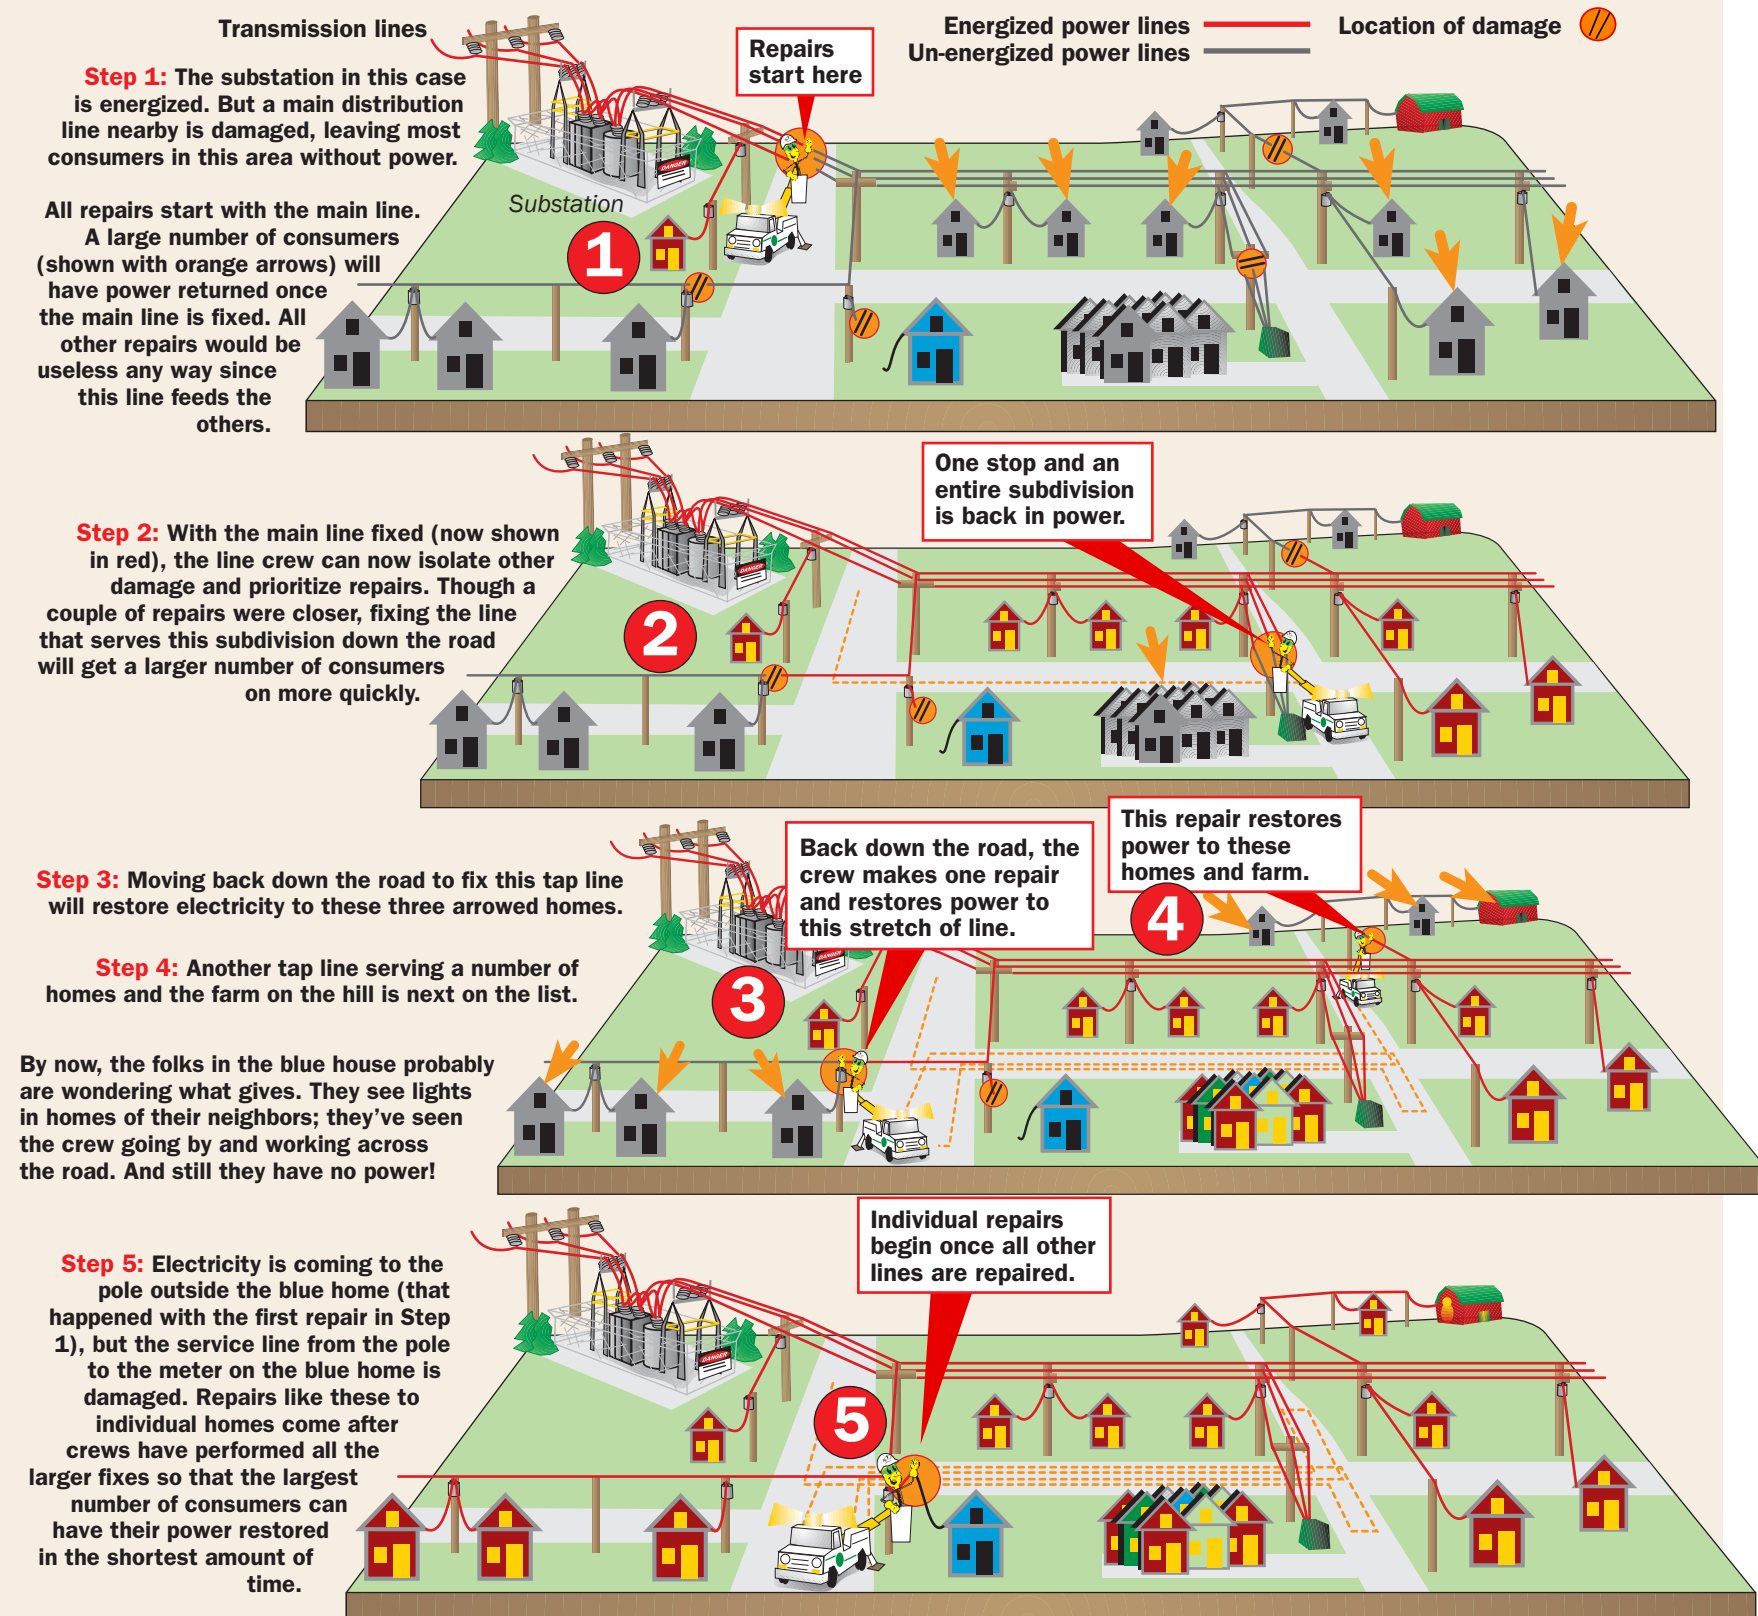 Transmission lines
Energized power lines
Un-energized power lines
Location of damage
Repairs
start here
Step 1: The substation in this case
is energized. But a main distribution
line nearby is damaged, leaving most
consumers in this area without power.
DANGER
Substation
1
All repairs start with the main line.
A large number of consumers
(shown with orange arrows) will
have power returned once
the main line is fixed. All
other repairs would be
useless any way since
this line feeds the
others.
One stop and an
entire subdivision
is back in power.
Step 2: With the main line fixed (now shown
in red), the line crew can now isolate other
damage and prioritize repairs. Though a
couple of repairs were closer, fixing the line
that serves this subdivision down the road
will get a larger number of consumers
on more quickly.
DANGER
2
Back down the road, the
crew makes one repair
and restores power to
this stretch of line.
This repair restores
power to these
homes and farm.
Step 3: Moving back down the road to fix this tap line
will restore electricity to these three arrowed homes.
4
DANGER
3
Step 4: Another tap line serving a number of
homes and the farm on the hill is next on the list.
By now, the folks in the blue house probably
are wondering what gives. They see lights
in homes of their neighbors; they’ve seen
the crew going by and working across
the road. And still they have no power!
Individual repairs
begin once all other
lines are repaired.
Step 5: Electricity is coming to the
pole outside the blue home (that
happened with the first repair in Step
1), but the service line from the pole
to the meter on the blue home is
damaged. Repairs like these to
individual homes come after
crews have performed all the
larger fixes so that the largest
number of consumers can
have their power restored
in the shortest amount of
time.
DANGER
5